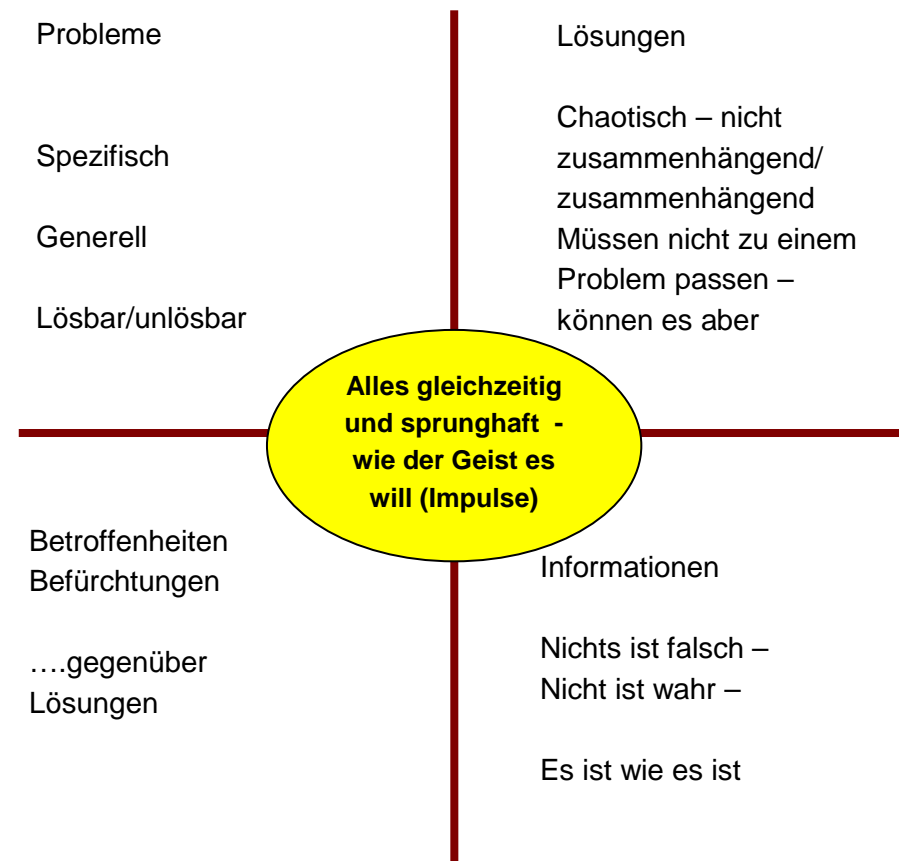 Probleme
Spezifisch
Generell
Lösbar/unlösbar
Lösungen
Chaotisch – nicht
zusammenhängend/
zusammenhängend
Müssen nicht zu einem
Problem passen –
können es aber
Alles gleichzeitig
und sprunghaft -
wie der Geist es
will (Impulse)
Betroffenheiten
Befürchtungen
….gegenüber
Lösungen
Informationen
Nichts ist falsch –
Nicht ist wahr –
Es ist wie es ist